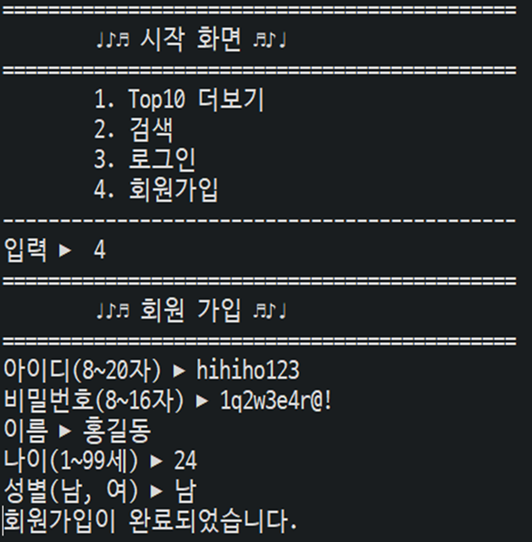 =============================================
♩♪♬ 시작 화면 ♬♪♩
=============================================
1. Top10 더보기
2. 검색
3. 로그인
4. 회원가입
---------------------------------------------
입력 ▶ 4
=============================================
♩♪♬ 회원 가입 ♬♪♩
=============================================
아이디(8~20자) ▶ hihiho123
비밀번호(8~16자) ▶ 1q2w3e4r@!
이름 ▶ 홍길동
나이(1~99세) ▶ 24
성별(남, 여) ▶ 남
회원가입이 완료되었습니다.